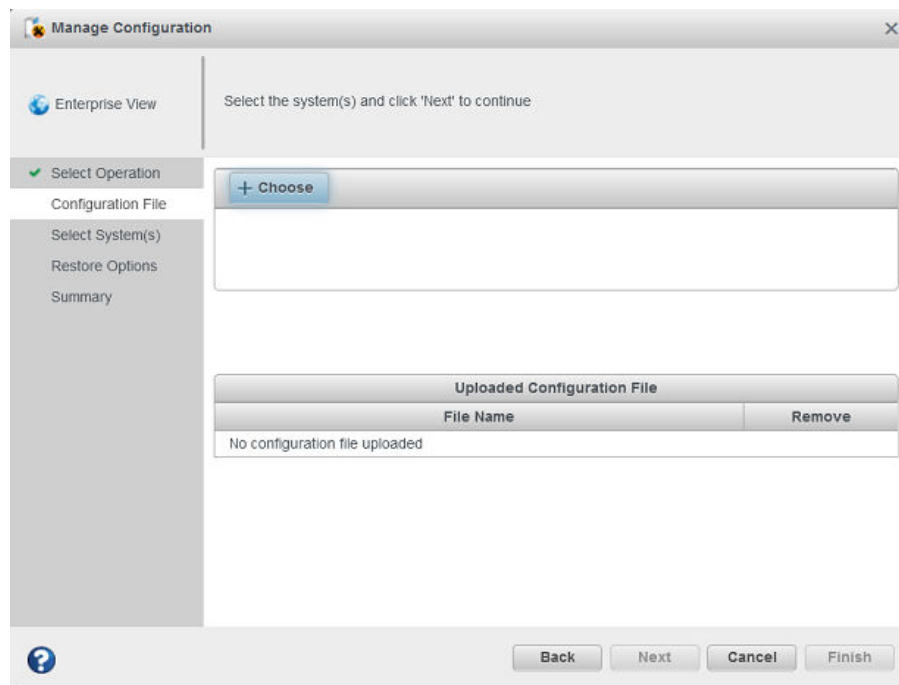 Manage Configuration
Enterprise View
Select the system(s) and click 'Next' to continue
Select Operation
Configuration File
Select System(s)
Restore Options
Summary
+ Choose
Uploaded Configuration File
File Name Remove
No configuration file uploaded
Back Next Cancel Finish